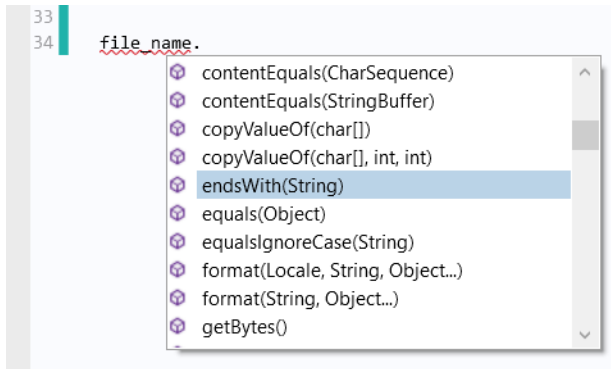 33
34 file_name.
contentEquals(CharSequence)
contentEquals(StringBuffer)
copyValueOf(char[])
copyValueOf(char[], int, int)
endsWith(String)
equals(Object)
equalsIgnoreCase(String)
format(Locale, String, Object...)
format(String, Object...)
getBytes()